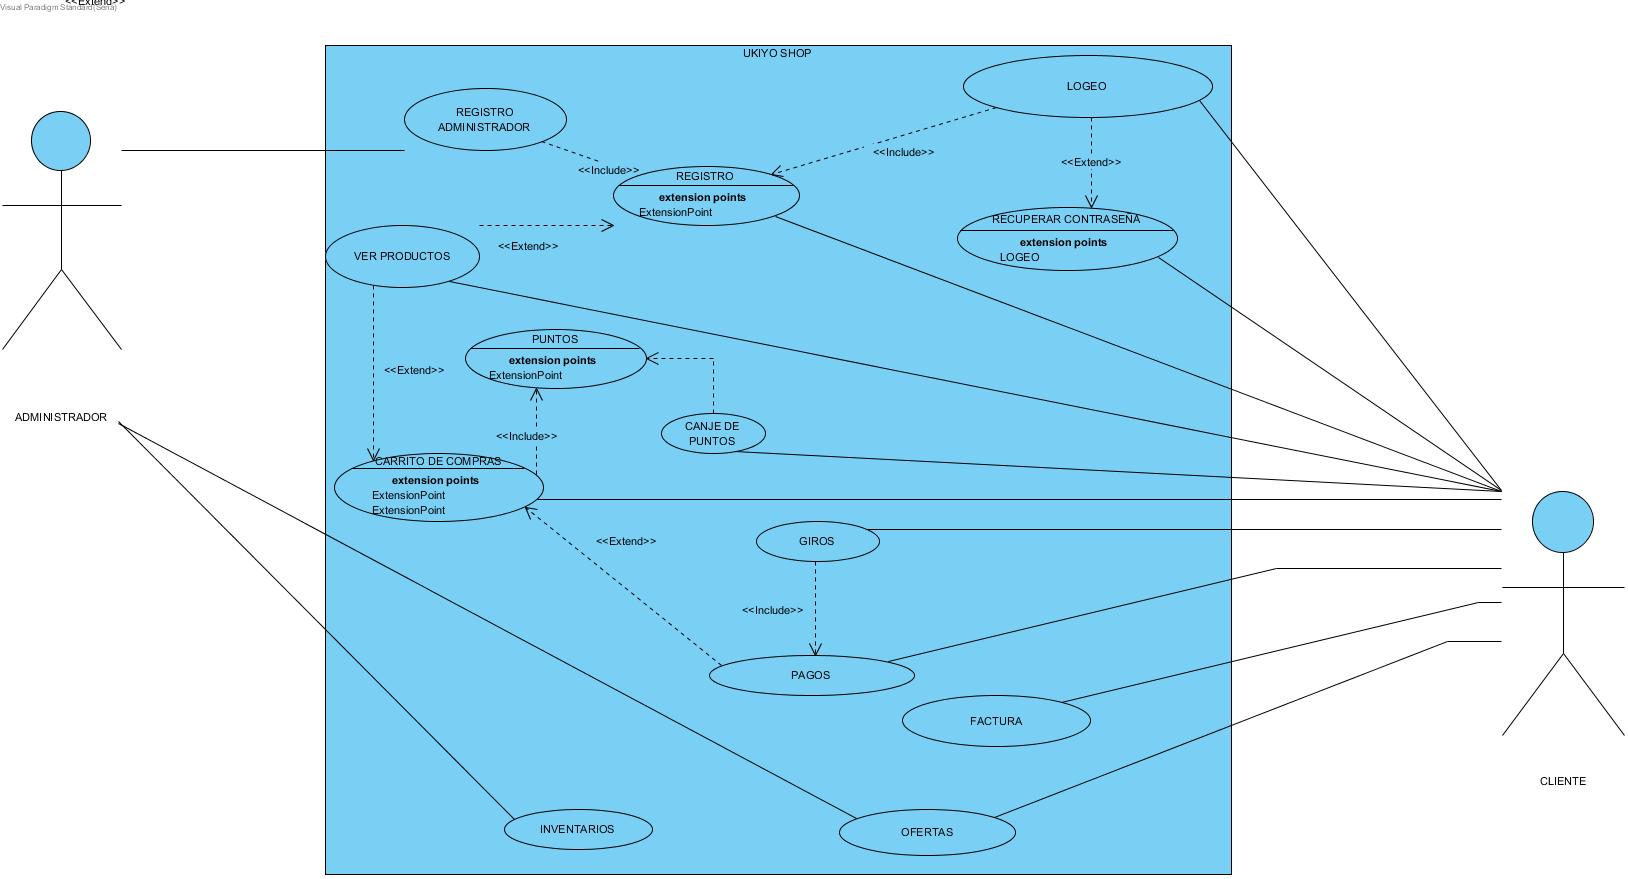 <<Extend>>
Visual Paradigm Standard(Sena)
UKIYO SHOP
LOGEO
REGISTRO
ADMINISTRADOR
<<Include>>
<<Include>>
<<Extend>>
REGISTRO
extension points
ExtensionPoint
RECUPERAR CONTRASENA
extension points
LOGEO
<<Extend>>
VER PRODUCTOS
PUNTOS
extension points
ExtensionPoint
<<Extend>>
ADMINISTRADOR
CANJE DE
PUNTOS
<<Include>>
CARRITO DE COMPRAS
extension points
ExtensionPoint
ExtensionPoint
<<Extend>>
GIROS
<<Include>>
PAGOS
FACTURA
CLIENTE
INVENTARIOS
OFERTAS